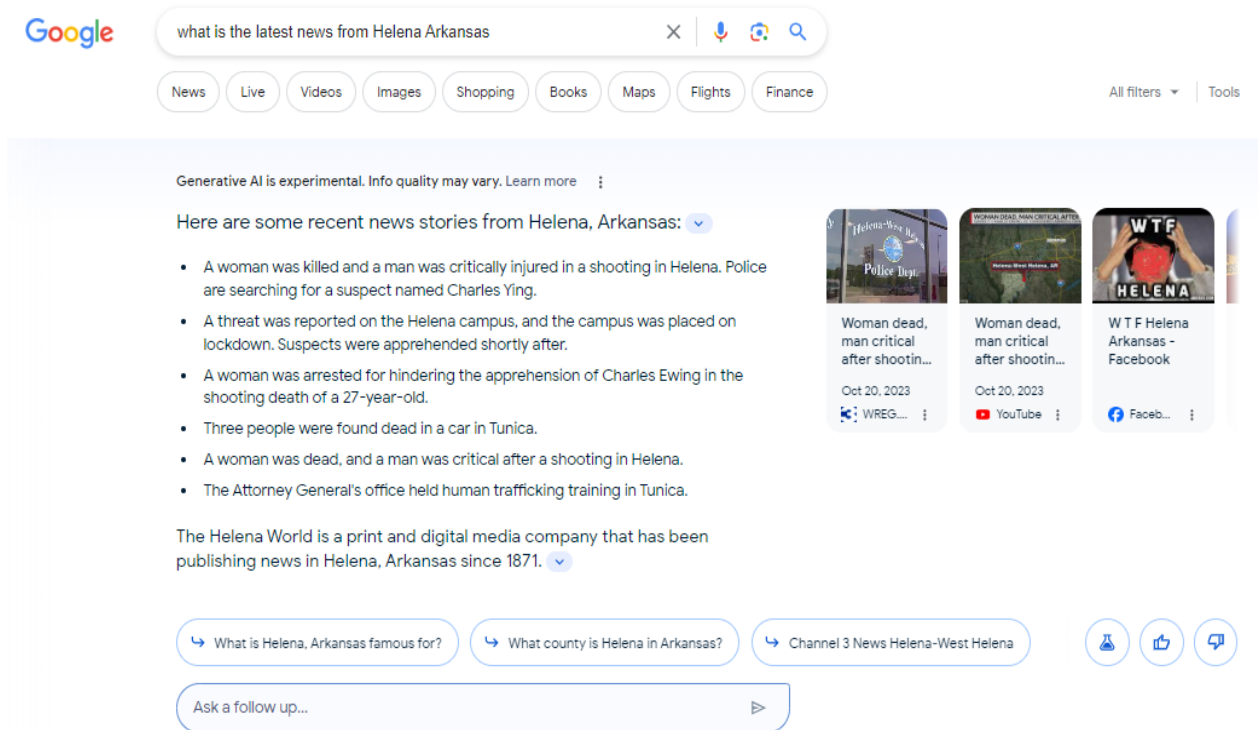 Google
what is the latest news from Helena Arkansas
News
Live
Videos
Images
Shopping
Books
Maps
Flights
Finance
All filters
Tools
Generative AI is experimental. Info quality may vary. Learn more
Here are some recent news stories from Helena, Arkansas:
• A woman was killed and a man was critically injured in a shooting in Helena. Police
are searching for a suspect named Charles Ying.
• A threat was reported on the Helena campus, and the campus was placed on
lockdown. Suspects were apprehended shortly after.
• A woman was arrested for hindering the apprehension of Charles Ewing in the
shooting death of a 27-year-old.
• Three people were found dead in a car in Tunica.
• A woman was dead, and a man was critical after a shooting in Helena.
• The Attorney General's office held human trafficking training in Tunica.
The Helena World is a print and digital media company that has been
publishing news in Helena, Arkansas since 1871.
Helena-West
Police Dept.
Woman dead,
man critical
after shootin...
Oct 20, 2023
WREG....
WOMAN DEAD, MAN CRITICAL AFTER
Helena-West Helena, AR
Woman dead,
man critical
after shootin...
Oct 20, 2023
YouTube
WTF
HELENA
W T F Helena
Arkansas -
Facebook
Faceb...
What is Helena, Arkansas famous for?
What county is Helena in Arkansas?
Channel 3 News Helena-West Helena
Ask a follow up...